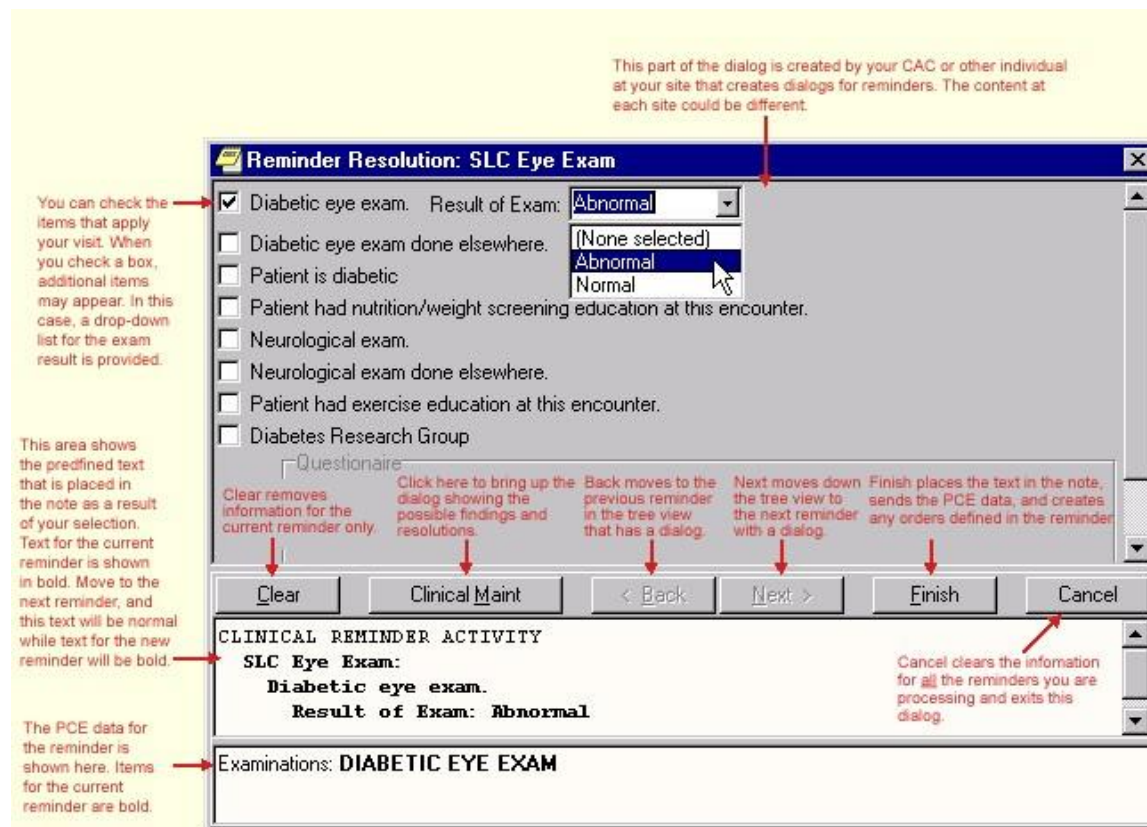 This part of the dialog is created by your CAC or other individual
at your site that creates dialogs for reminders. The content at
each site could be different.
Reminder Resolution: SLC Eye Exam
You can check the
items that apply
your visit. When
you check a box,
additional items
may appear. In this
case, a drop-down
list for the exam
result is provided.
Diabetic eye exam. Result of Exam: Abnormal
(None selected)
Abnormal
Normal
Diabetic eye exam done elsewhere.
Patient is diabetic
Patient had nutrition/weight screening education at this encounter.
Neurological exam.
Neurological exam done elsewhere.
Patient had exercise education at this encounter.
Diabetes Research Group
Questionaire
Clear removes
information for the
current reminder only.
Click here to bring up the
dialog showing the
possible findings and
resolutions.
Back moves to the
previous reminder
in the tree view
that has a dialog.
Next moves down
the tree view to
the next reminder
with a dialog.
Finish places the text in the note,
sends the PCE data, and creates
any orders defined in the reminder
Clear Clinical Maint < Back Next > Finish Cancel
This area shows
the predfined text
that is placed in
the note as a result
of your selection.
Text for the current
reminder is shown
in bold. Move to the
next reminder, and
this text will be normal
while text for the new
reminder will be bold.
CLINICAL REMINDER ACTIVITY
SLC Eye Exam:
Diabetic eye exam.
Result of Exam: Abnormal
Cancel clears the infomation
for all the reminders you are
processing and exits this
dialog.
The PCE data for
the reminder is
shown here. Items
for the current
reminder are bold.
Examinations: DIABETIC EYE EXAM